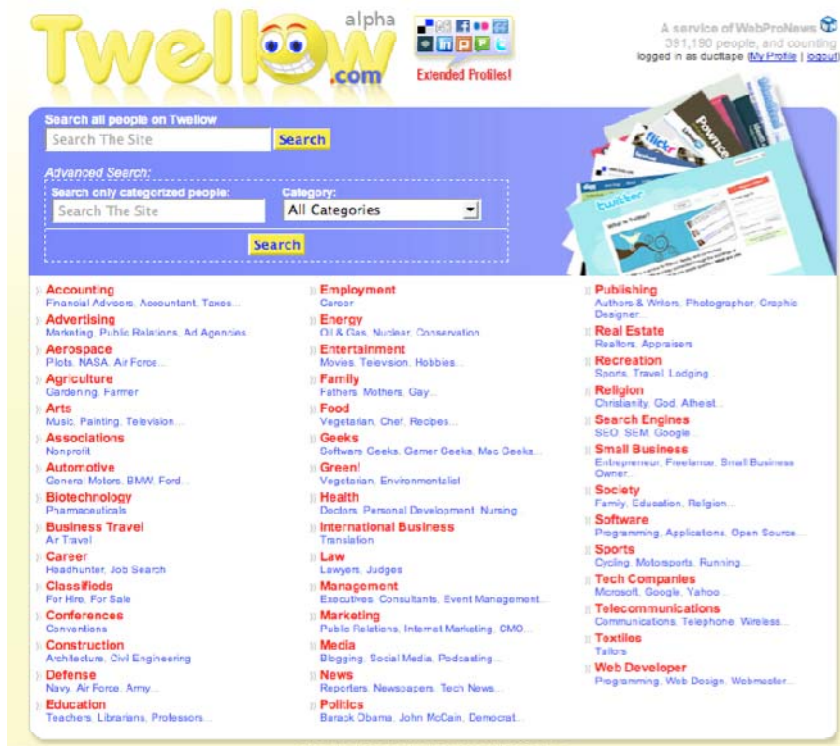 Twellow
alpha
.com
Extended Profiles!
A service of WebProNews
391,190 people, and counting
logged in as ducttape (My Profile | logout)
Search all people on Twellow
Search The Site
Search
Advanced Search:
Search only categorized people:
Category:
Search The Site
All Categories
Search
flickr
Pownce
twitter
What is Twitter?
Accounting
Financial Advisors, Accountant, Taxes...
Advertising
Marketing, Public Relations, Ad Agencies...
Aerospace
Pilots, NASA, Air Force...
Agriculture
Gardening, Farmer
Arts
Music, Painting, Television...
Associations
Nonprofit
Automotive
General Motors, BMW, Ford...
Biotechnology
Pharmaceuticals
Business Travel
Air Travel
Career
Headhunter, Job Search
Classifieds
For Hire, For Sale
Conferences
Conventions
Construction
Architecture, Civil Engineering
Defense
Navy, Air Force, Army...
Education
Teachers, Librarians, Professors...
Employment
Career
Energy
Oil & Gas, Nuclear, Conservation
Entertainment
Movies, Television, Hobbies...
Family
Fathers, Mothers, Gay...
Food
Vegetarian, Chef, Recipes...
Geeks
Software Geeks, Gamer Geeks, Mac Geeks...
Green!
Vegetarian, Environmentalist
Health
Doctors, Personal Development, Nursing
International Business
Translation
Law
Lawyers, Judges
Management
Executives, Consultants, Event Management...
Marketing
Public Relations, Internet Marketing, CMO...
Media
Blogging, Social Media, Podcasting...
News
Reporters, Newspapers, Tech News...
Politics
Barack Obama, John McCain, Democrat...
Publishing
Authors & Writers, Photographer, Graphic
Designer...
Real Estate
Realtors, Appraisers
Recreation
Sports, Travel, Lodging
Religion
Christianity, God, Atheist...
Search Engines
SEO, SEM, Google...
Small Business
Entrepreneur, Freelance, Small Business
Owner...
Society
Family, Education, Religion...
Software
Programming, Applications, Open Source...
Sports
Cycling, Motorsports, Running...
Tech Companies
Microsoft, Google, Yahoo...
Telecommunications
Communications, Telephone, Wireless...
Textiles
Tailors
Web Developer
Programming, Web Design, Webmaster...